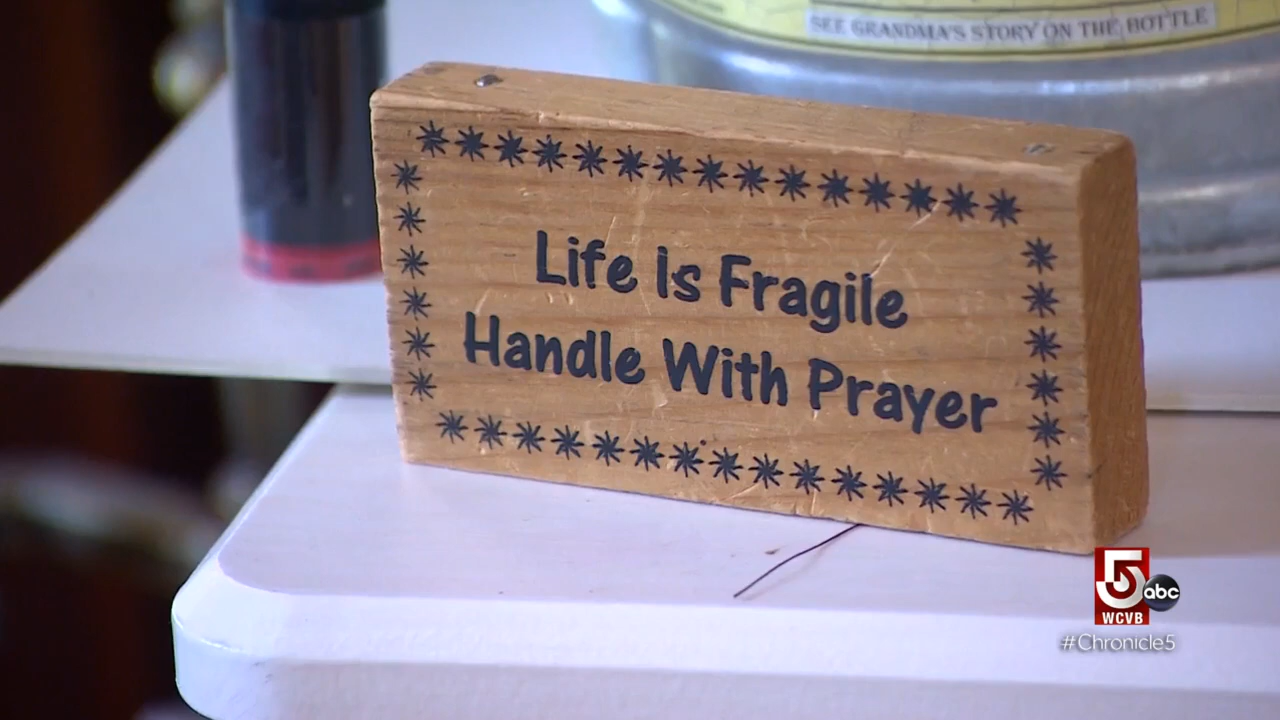 SEE GRANDMA'S STORY ON THE BOTTLE
Life Is Fragile
Handle With Prayer
5
abc
WCVB
#Chronicle5